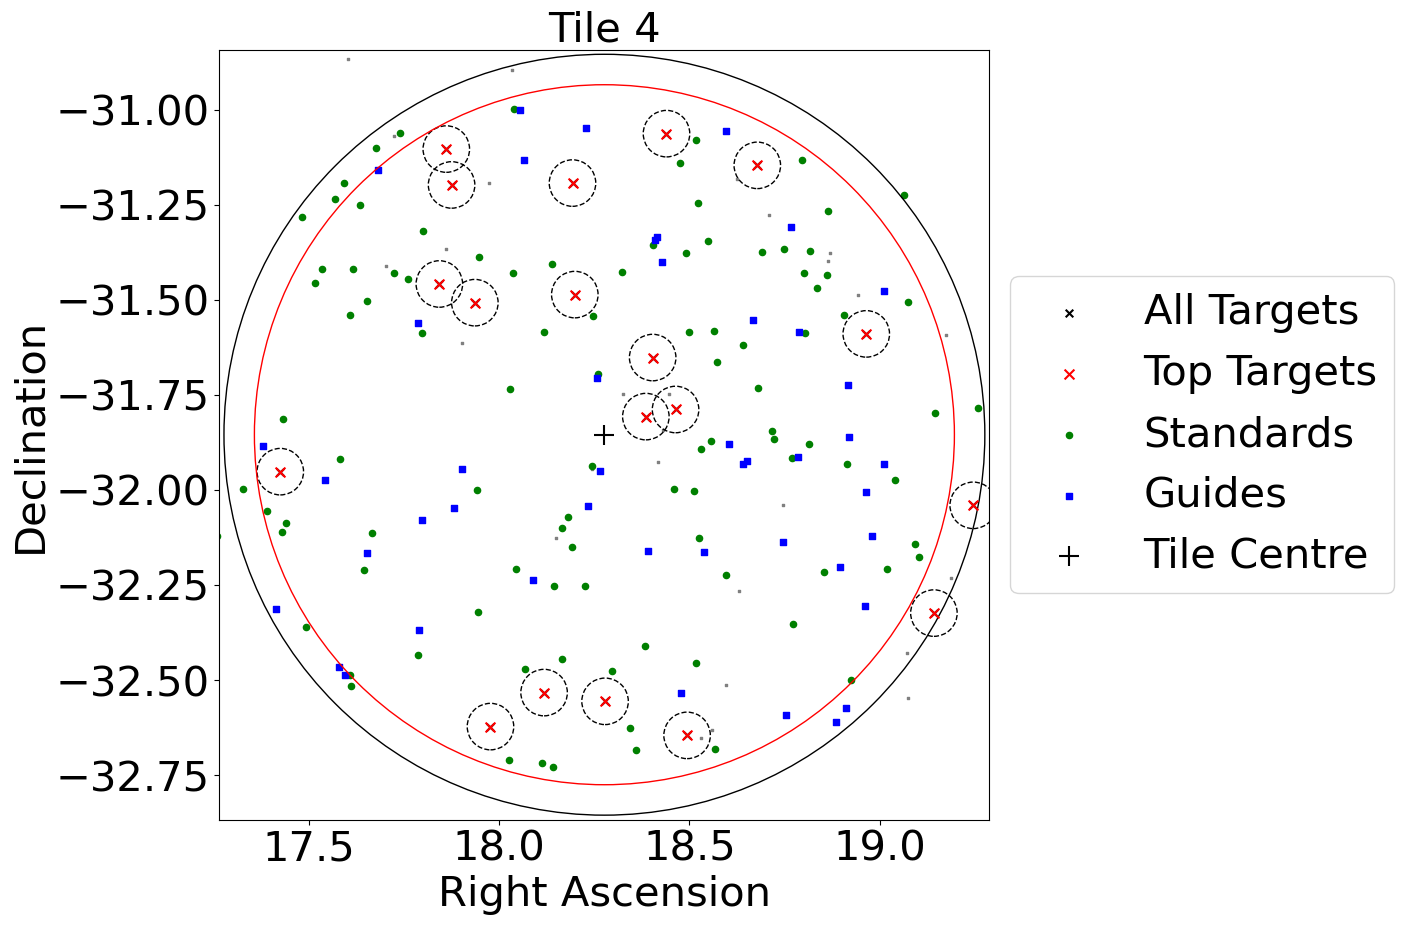 Tile 4
Declination
−31.00
−31.25
−31.50
−31.75
−32.00
−32.25
−32.50
−32.75
17.5 18.0 18.5 19.0
Right Ascension
All Targets
Top Targets
Standards
Guides
Tile Centre